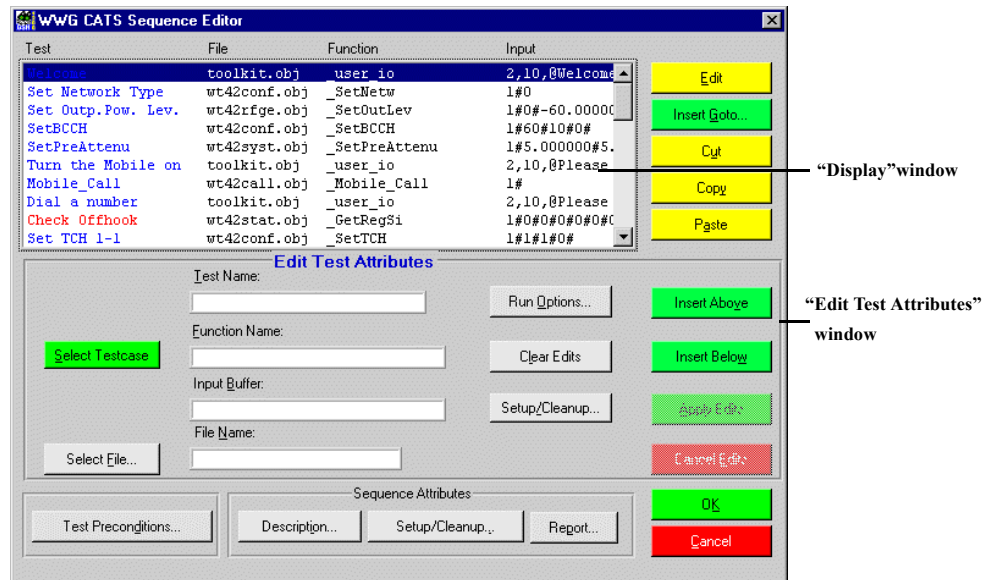 WWG CATS Sequence Editor
Test File Function Input
Welcome toolkit.obj _user_io 2,10,@Welcome
Set Network Type wt42conf.obj _SetNetw 1#0
Set Outp.Pow. Lev. wt42rfge.obj _SetOutLev 1#0#-60.00000
SetBCCH wt42conf.obj _SetBCCH 1#60#10#0#
SetPreAttenu wt42syst.obj _SetPreAttenu 1#5.000000#5.
Turn the Mobile on toolkit.obj _user_io 2,10,@Please
Mobile_Call wt42call.obj _Mobile_Call 1#
Dial a number toolkit.obj _user_io 2,10,@Please
Check Offhook wt42stat.obj _GetRegSi 1#0#0#0#0#0#0
Set TCH 1-1 wt42conf.obj _SetTCH 1#1#1#0#
Edit
Insert Goto...
Cut
Copy
Paste
“Display”window
Edit Test Attributes
Test Name:
Function Name:
Input Buffer:
File Name:
Select Testcase
Select File...
Run Options...
Clear Edits
Setup/Cleanup...
Insert Above
Insert Below
Apply Edits
Cancel Edits
“Edit Test Attributes”
window
Test Preconditions...
Sequence Attributes
Description...
Setup/Cleanup...
Report...
OK
Cancel